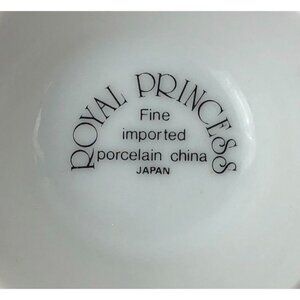 ROYAL PRINCESS
Fine
imported
porcelain china
JAPAN